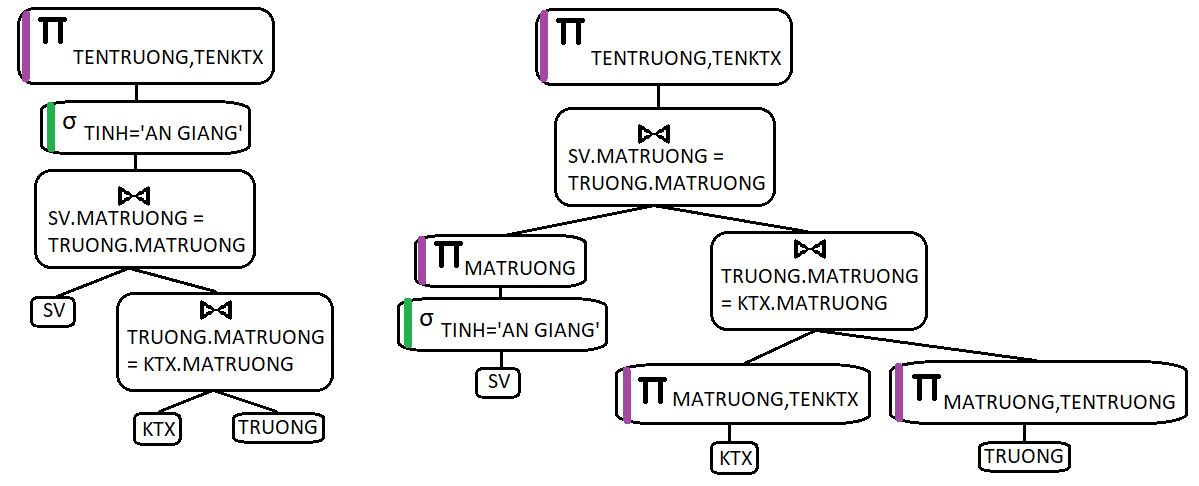 Π TENTRUONG,TENKTX
σ TINH='AN GIANG'
⋈
SV.MATRUONG =
TRUONG.MATRUONG
SV
⋈
TRUONG.MATRUONG
= KTX.MATRUONG
KTX
TRUONG
Π TENTRUONG,TENKTX
⋈
SV.MATRUONG =
TRUONG.MATRUONG
Π MATRUONG
σ TINH='AN GIANG'
SV
⋈
TRUONG.MATRUONG
= KTX.MATRUONG
Π MATRUONG,TENKTX
KTX
Π MATRUONG,TENTRUONG
TRUONG